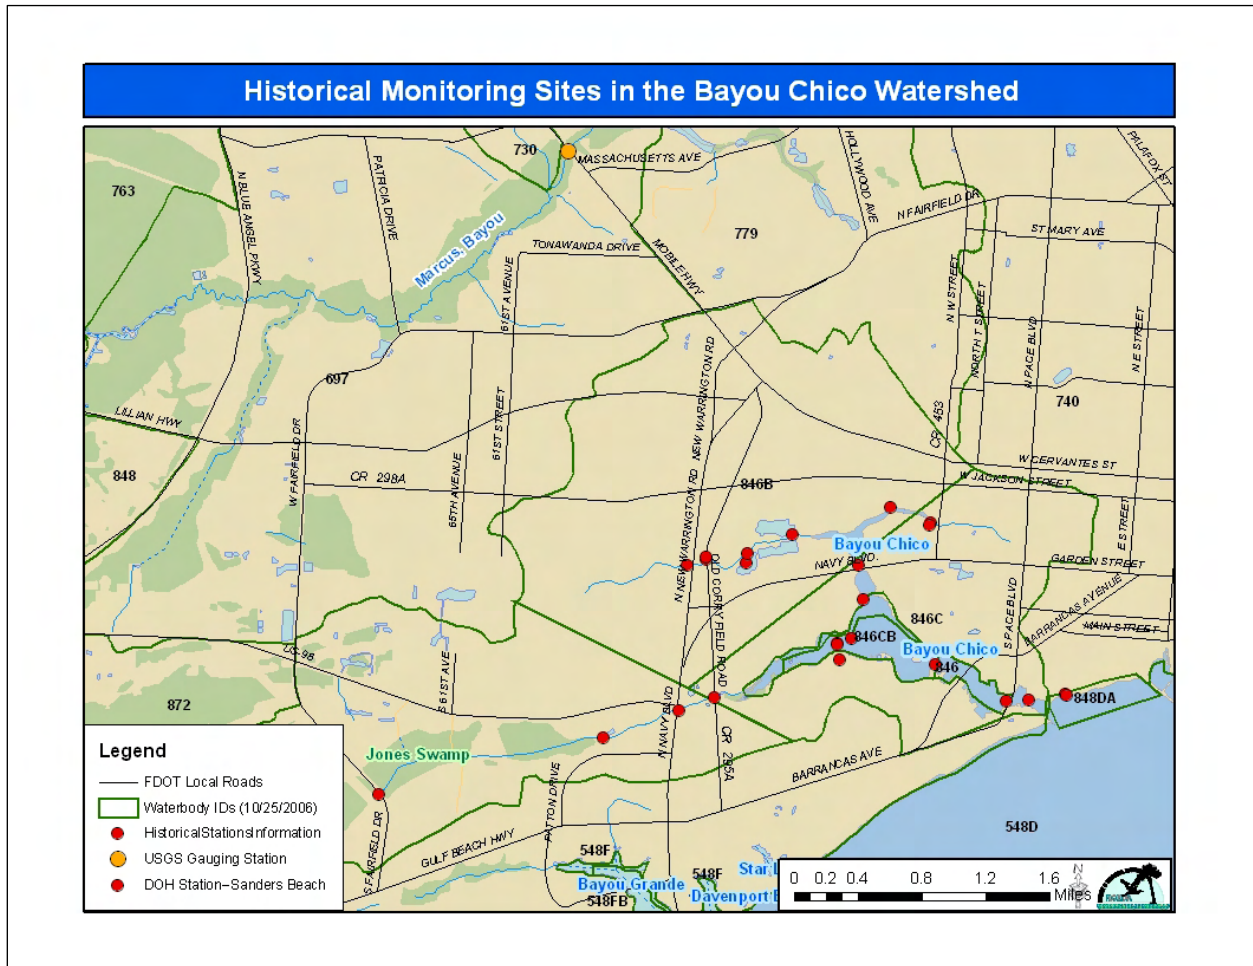 Historical Monitoring Sites in the Bayou Chico Watershed
730
MASSACHUSETTS AVE
HOLLYWOOD AVE
PALAFOX ST
763
N BLUE ANGEL PKWY
PATRICIA DRIVE
N FAIRFIELD DR
Marcus Bayou
TONAWANDA DRIVE
779
ST MARY AVE
MOBILE HWY
61ST AVENUE
N W STREET
NORTH T STREET
N PACE BLVD
N E STREET
697
NEW WARRINGTON RD
740
LILLIAN HWY
W FAIRFIELD DR
61ST STREET
CR 453
848
CR 298A
65TH AVENUE
N NEW WARRINGTON RD
846B
W CERVANTES ST
W JACKSON STREET
E STREET
Bayou Chico
NAVY BLVD.
GARDEN STREET
OLD CORRY FIELD ROAD
S PACE BLVD
BARRANCAS AVENUE
MAIN STREET
846C
846CB
Bayou Chico
846
US-98
S 61ST AVE
848DA
872
N NAVY BLVD
Jones Swamp
CR 295A
BARRANCAS AVE
PATTON DRIVE
S FAIRFIELD DR
GULF BEACH HWY
548D
548F
Bayou Grande
548FB
548F
Davenport
Legend
FDOT Local Roads
Waterbody IDs (10/25/2006)
HistoricalStationsInformation
USGS Gauging Station
DOH Station–Sanders Beach
0 0.2 0.4 0.8 1.2 1.6
Miles
N